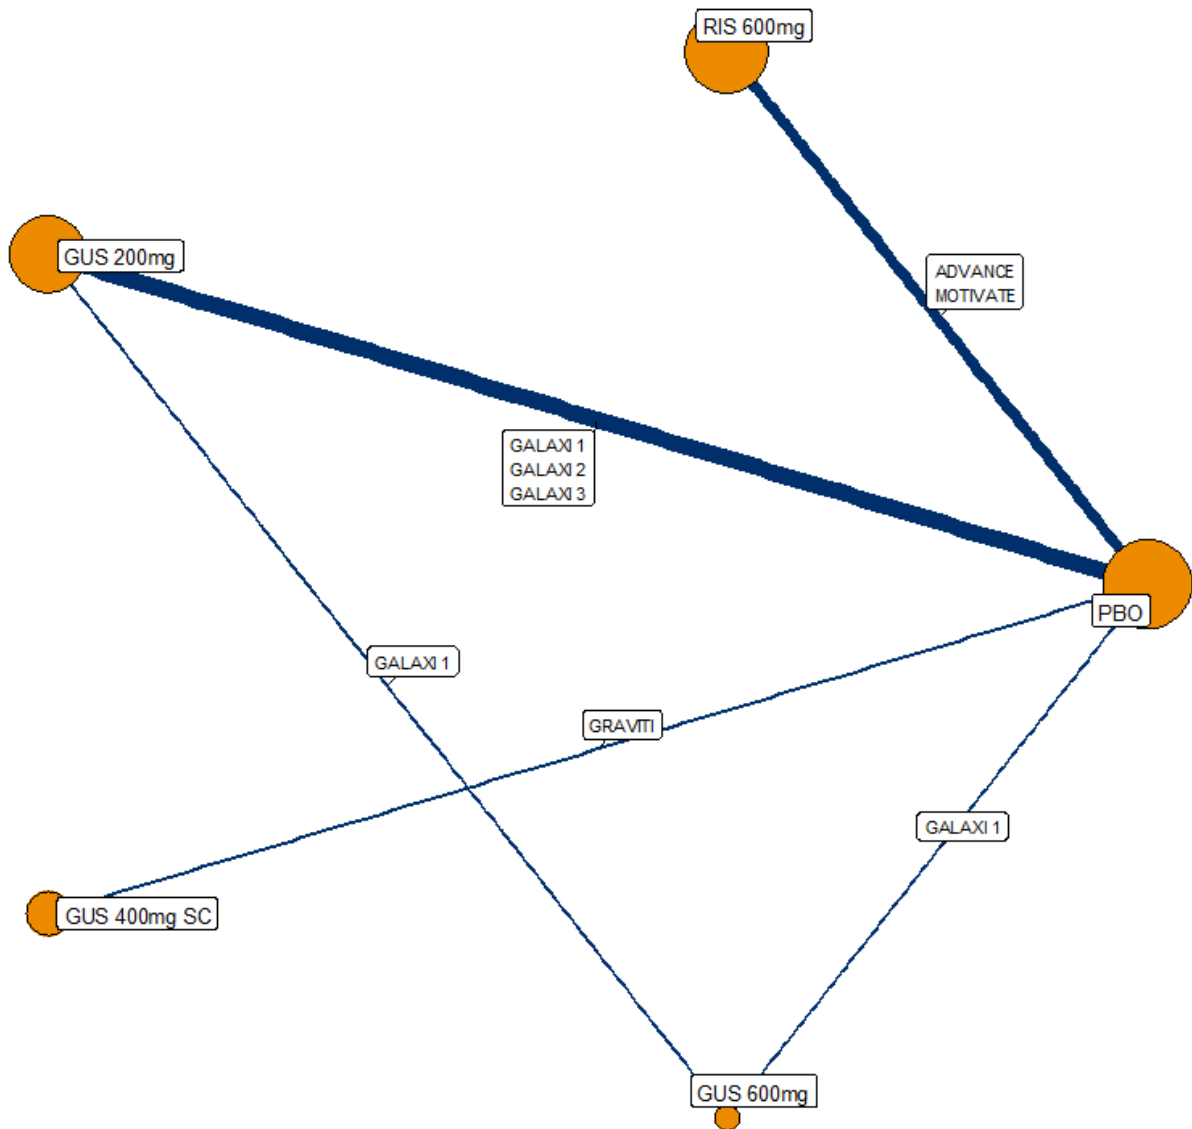 RIS 600mg
GUS 200mg
ADVANCE
MOTIVATE
GALAXI 1
GALAXI 2
GALAXI 3
PBO
GALAXI 1
GRAVITI
GALAXI 1
GUS 400mg SC
GUS 600mg